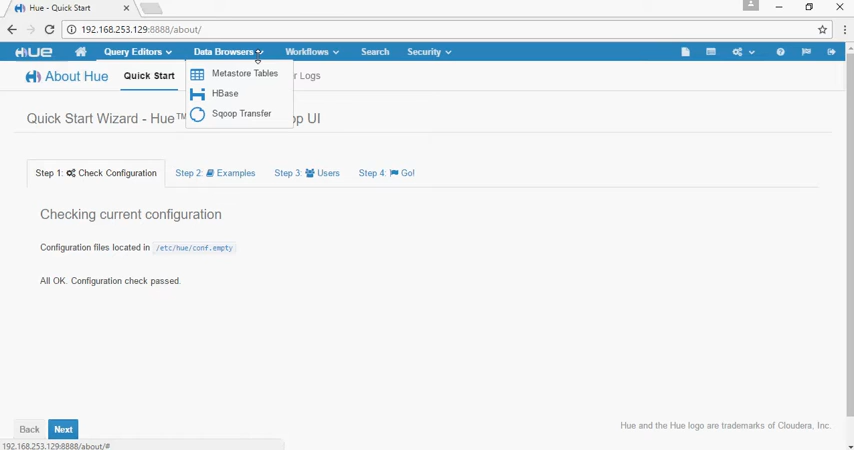 Hue - Quick Start
192.168.253.129:8888/about/
HUE Query Editors Data Browsers Workflows Search Security
About Hue Quick Start r Logs
Metastore Tables
HBase
Sqoop Transfer
Quick Start Wizard - Hue™ op UI
Step 1: Check Configuration Step 2: Examples Step 3: Users Step 4: Go!
Checking current configuration
Configuration files located in /etc/hue/conf.empty
All OK. Configuration check passed.
Back Next
Hue and the Hue logo are trademarks of Cloudera, Inc.
192.168.253.129:8888/about/#